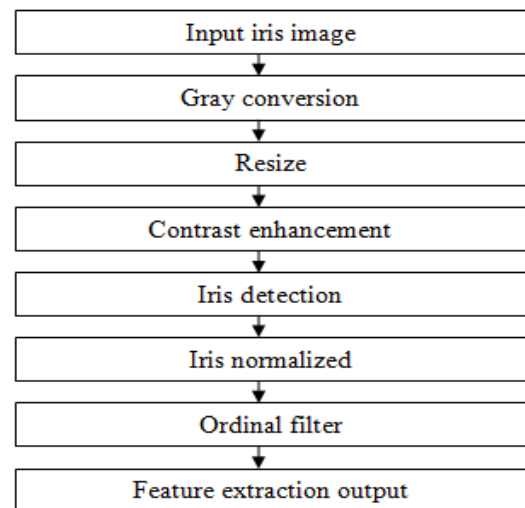 Input iris image
Gray conversion
Resize
Contrast enhancement
Iris detection
Iris normalized
Ordinal filter
Feature extraction output